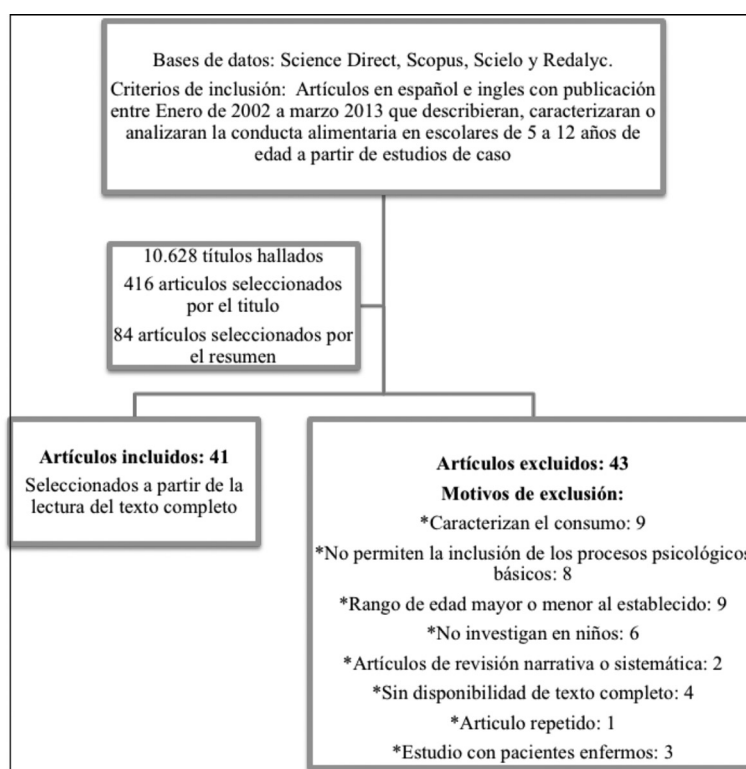 Bases de datos: Science Direct, Scopus, Scielo y Redalyc.
Criterios de inclusión: Artículos en español e ingles con publicación
entre Enero de 2002 a marzo 2013 que describieran, caracterizaran o
analizaran la conducta alimentaria en escolares de 5 a 12 años de
edad a partir de estudios de caso
10.628 títulos hallados
416 articulos seleccionados
por el titulo
84 artículos seleccionados por
el resumen
Artículos incluidos: 41
Seleccionados a partir de la
lectura del texto completo
Artículos excluidos: 43
Motivos de exclusión:
*Caracterizan el consumo: 9
*No permiten la inclusión de los procesos psicológicos
básicos: 8
*Rango de edad mayor o menor al establecido: 9
*No investigan en niños: 6
*Artículos de revisión narrativa o sistemática: 2
*Sin disponibilidad de texto completo: 4
*Articulo repetido: 1
*Estudio con pacientes enfermos: 3